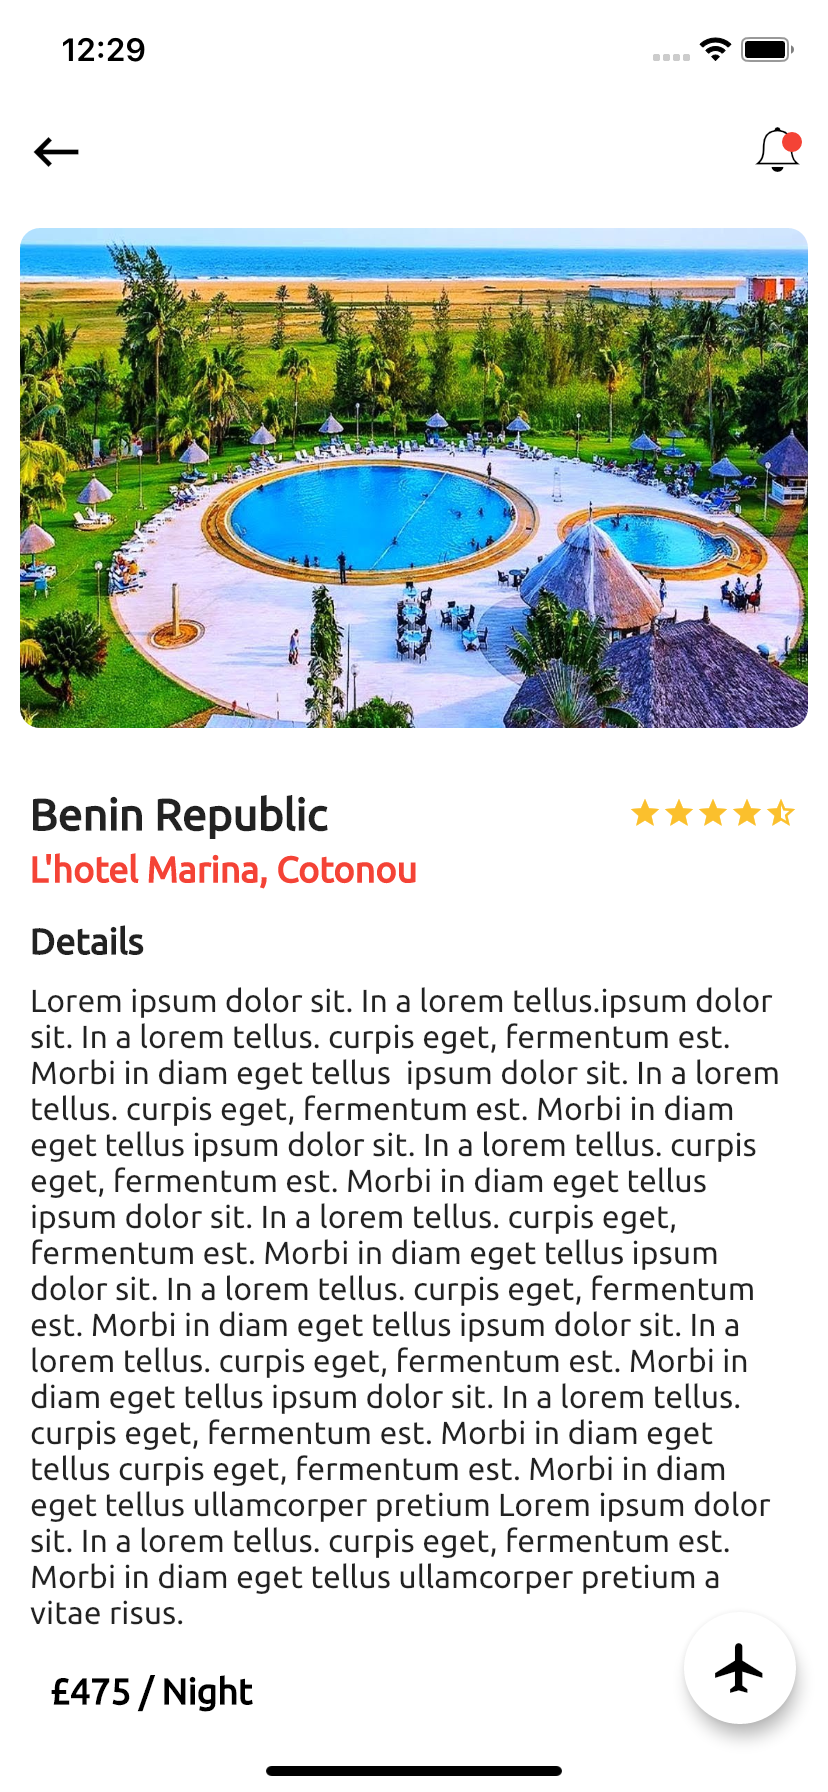 12:29
Benin Republic
L'hotel Marina, Cotonou
Details
Lorem ipsum dolor sit. In a lorem tellus.ipsum dolor
sit. In a lorem tellus. curpis eget, fermentum est.
Morbi in diam eget tellus  ipsum dolor sit. In a lorem
tellus. curpis eget, fermentum est. Morbi in diam
eget tellus ipsum dolor sit. In a lorem tellus. curpis
eget, fermentum est. Morbi in diam eget tellus
ipsum dolor sit. In a lorem tellus. curpis eget,
fermentum est. Morbi in diam eget tellus ipsum
dolor sit. In a lorem tellus. curpis eget, fermentum
est. Morbi in diam eget tellus ipsum dolor sit. In a
lorem tellus. curpis eget, fermentum est. Morbi in
diam eget tellus ipsum dolor sit. In a lorem tellus.
curpis eget, fermentum est. Morbi in diam eget
tellus curpis eget, fermentum est. Morbi in diam
eget tellus ullamcorper pretium Lorem ipsum dolor
sit. In a lorem tellus. curpis eget, fermentum est.
Morbi in diam eget tellus ullamcorper pretium a
vitae risus.
£475 / Night